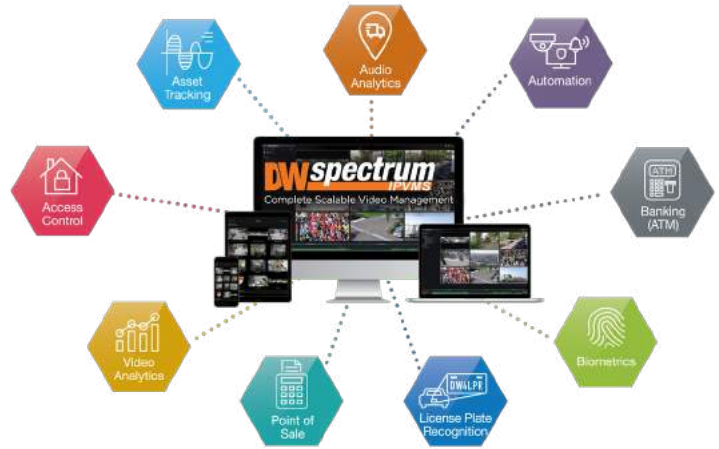 Asset
Tracking
Audio
Analytics
Automation
Access
Control
DW spectrum
IPVMS
Complete Scalable Video Management
ATM
Banking
(ATM)
Video
Analytics
Point of
Sale
DW4LPR
License Plate
Recognition
Biometrics